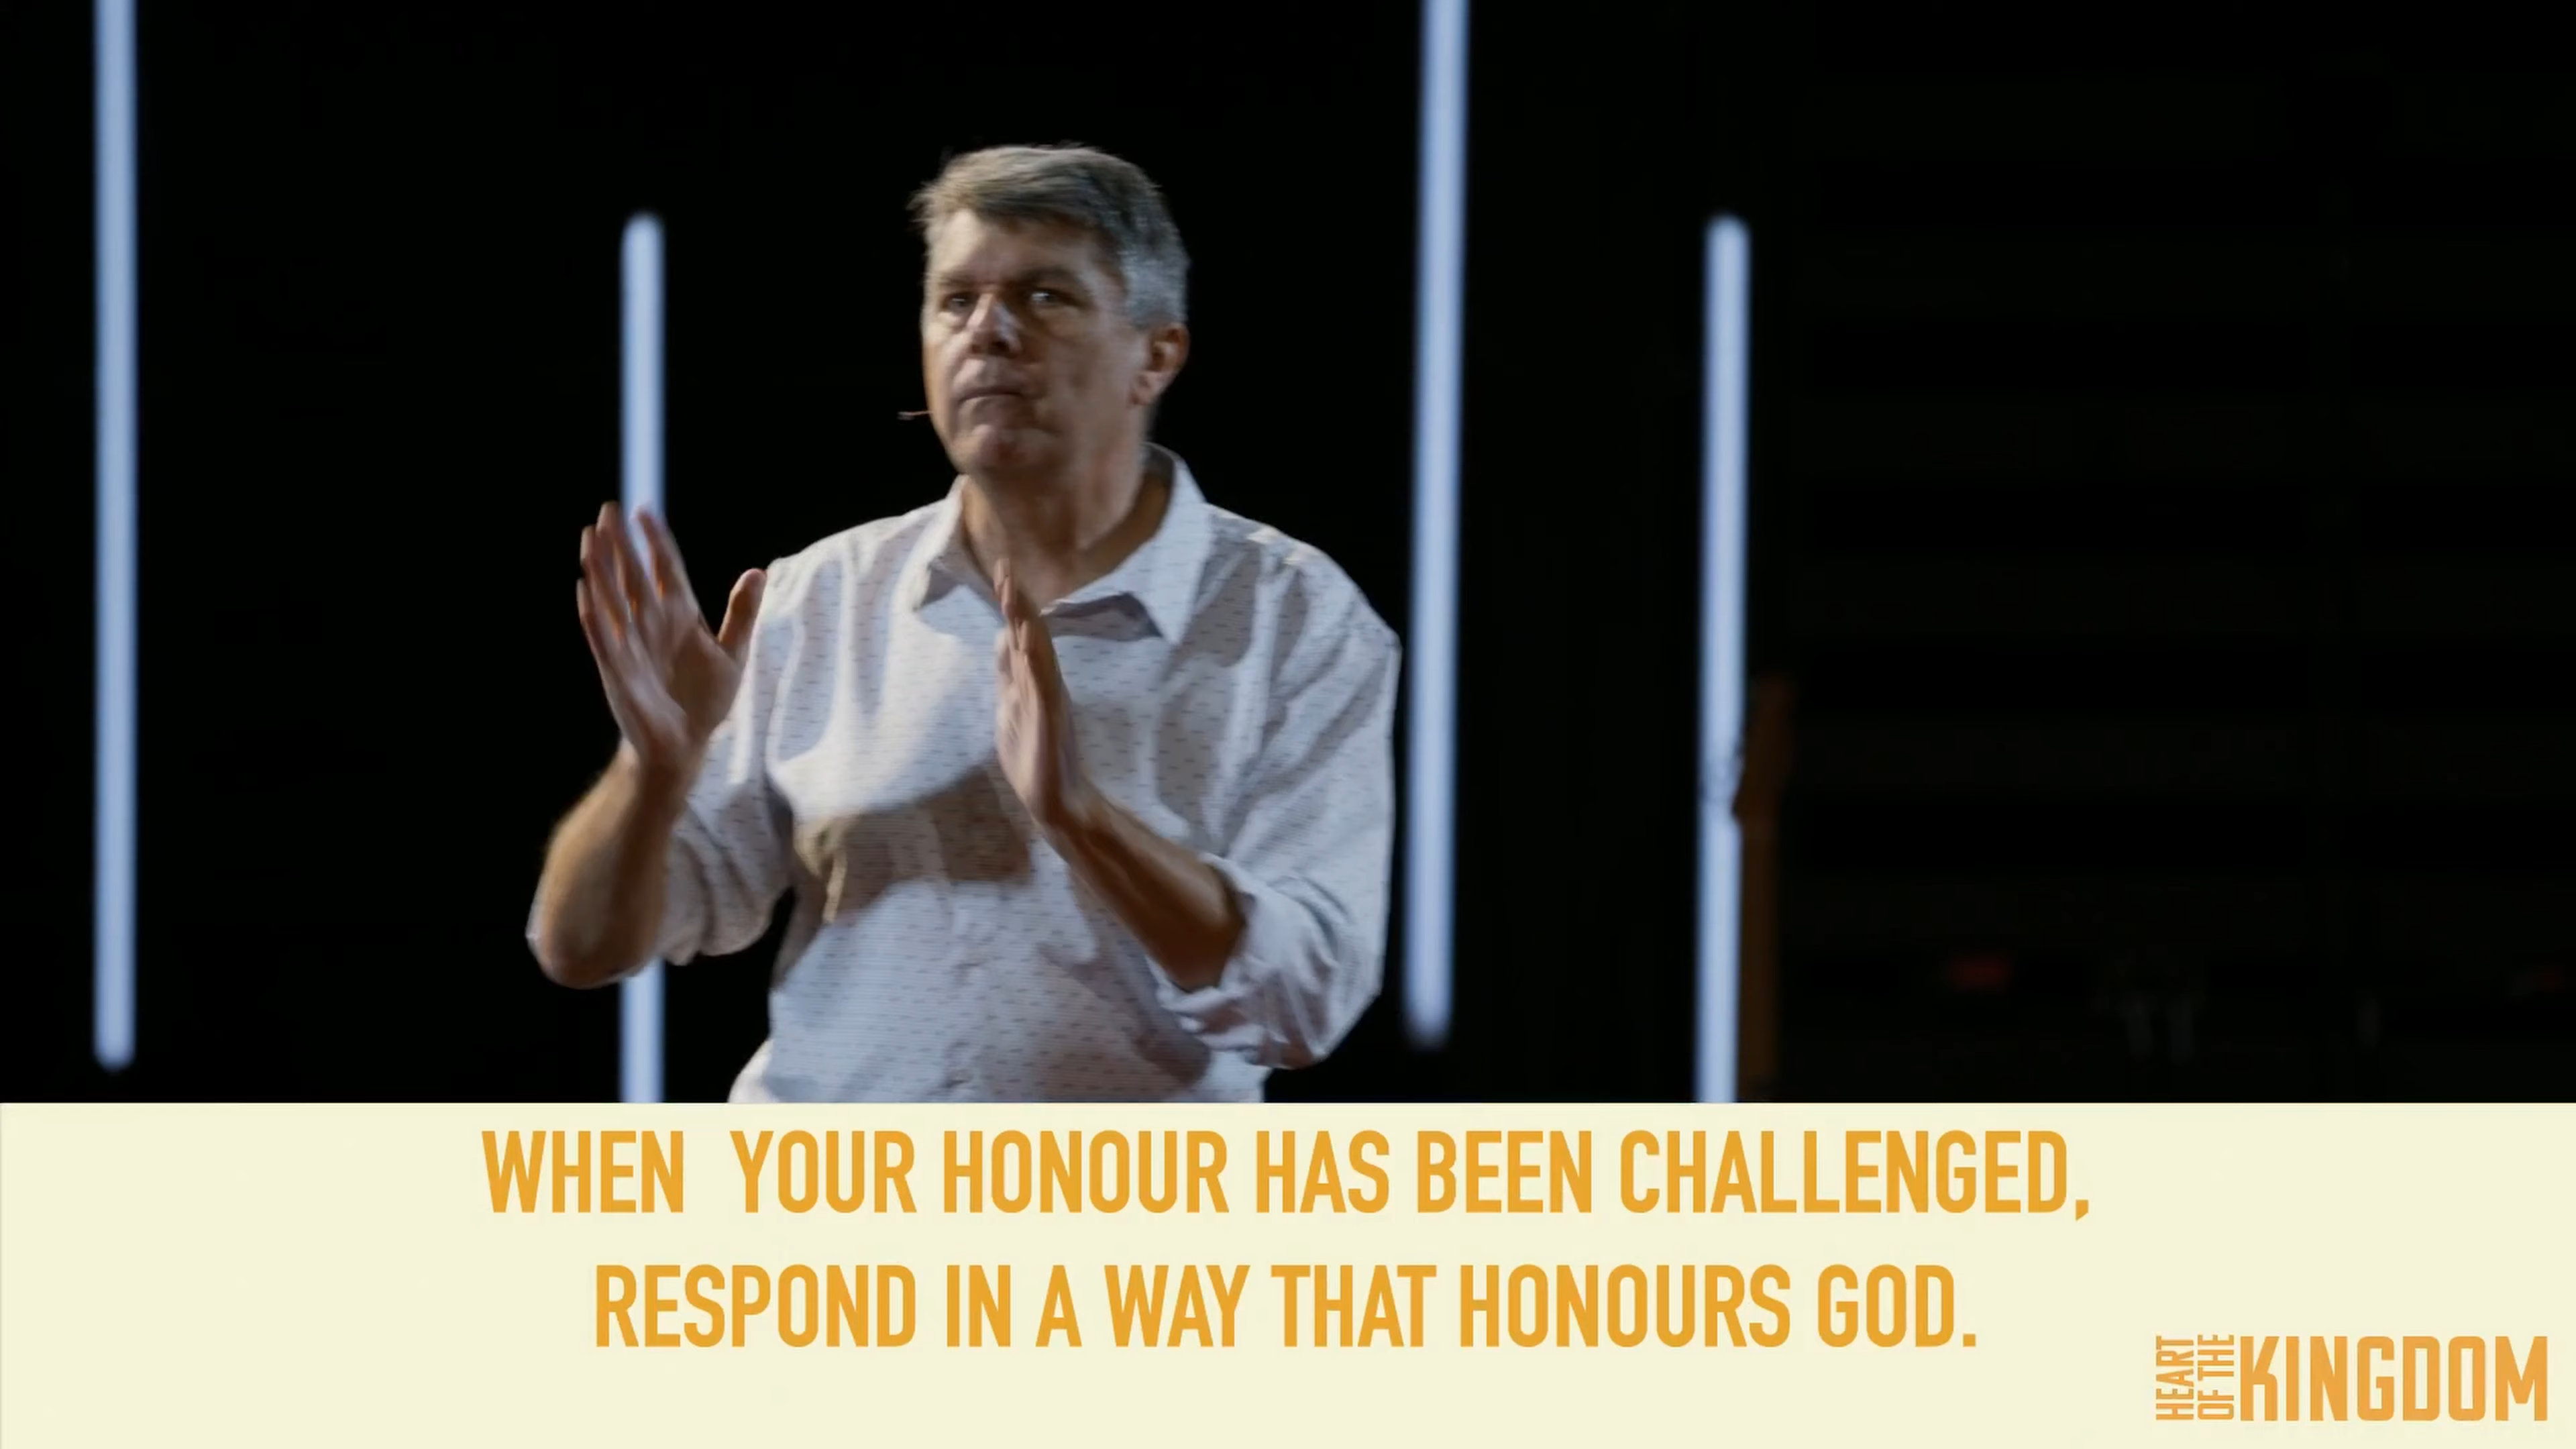 WHEN  YOUR HONOUR HAS BEEN CHALLENGED,
RESPOND IN A WAY THAT HONOURS GOD.
HEART
OF THE
KINGDOM